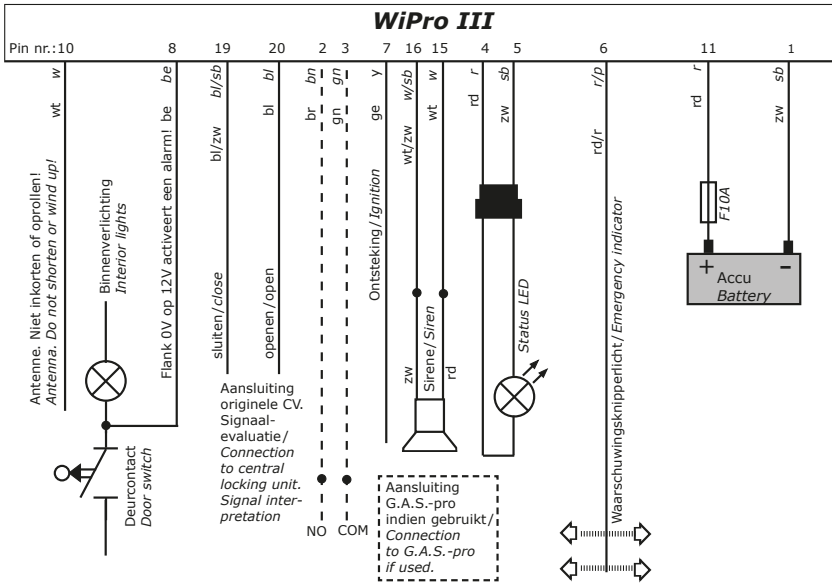 WiPro III
Pin nr.:10 8 19 20 2 3 7 16 15 4 5 6 11 1
w be bl/sb bl bn gn y w/sb w r sb r/p r sb
wt be bl/zw bl br gn ge wt/zw wt rd zw rd/r rd zw
Antenne. Niet inkorten of oprollen!
Antenna. Do not shorten or wind up!
Binnenverlichting
Interior lights
Flank 0V op 12V activeert een alarm!
Deurcontact
Door switch
sluiten/close
openen/open
Aansluiting
originele CV.
Signaal-
evaluatie/
Connection
to central
locking unit.
Signal inter-
pretation
NO COM
Ontsteking/Ignition
zw Sirene/Siren rd
Aansluiting
G.A.S.-pro
indien gebruikt/
Connection
to G.A.S.-pro
if used.
Status LED
Waarschuwingsknipperlicht/Emergency indicator
F10A
+ -
Accu
Battery